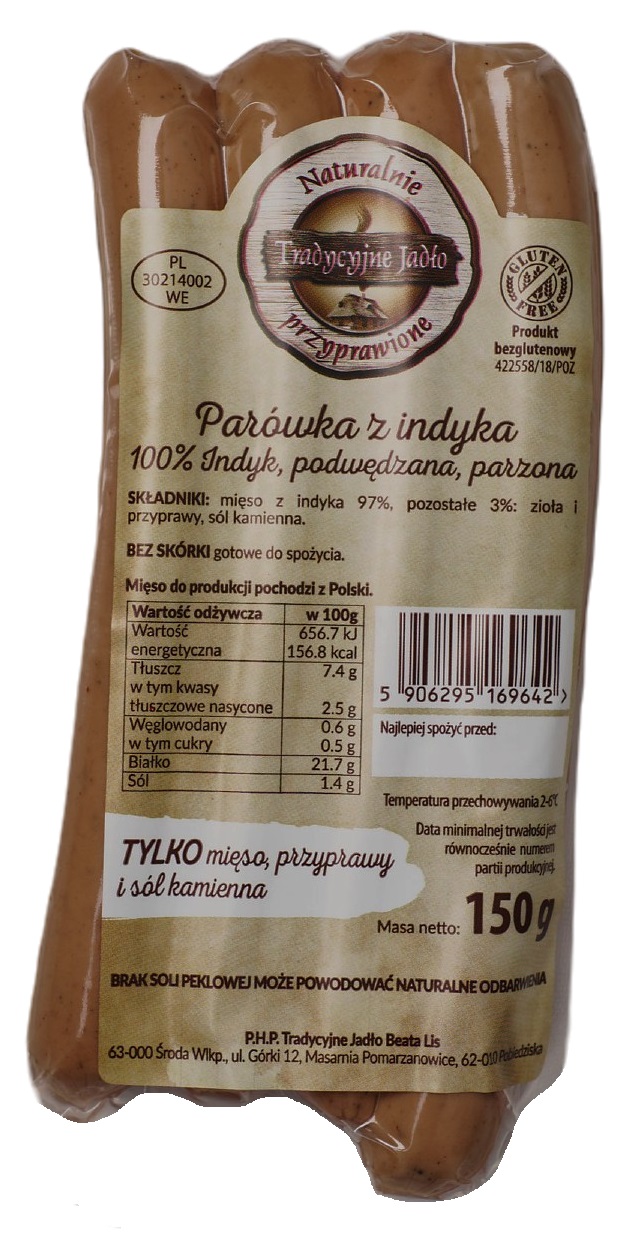 Naturalnie
Tradycyjne Jadło
przyprawione
PL
30214002
WE
GLUTEN
FREE
Produkt
bezglutenowy
422558/18/POZ
Parówka z indyka
100% Indyk, podwędzana, parzona
SKŁADNIKI: mięso z indyka 97%, pozostałe 3%: zioła i
przyprawy, sól kamienna.
BEZ SKÓRKI gotowe do spożycia.
Mięso do produkcji pochodzi z Polski.
Wartość odżywcza w 100g
Wartość 656.7 kJ
energetyczna 156.8 kcal
Tłuszcz 7.4 g
w tym kwasy
tłuszczowe nasycone 2.5 g
Węglowodany 0.6 g
w tym cukry 0.5 g
Białko 21.7 g
Sól 1.4 g
5 906295 169642 >
Najlepiej spożyć przed:
Temperatura przechowywania 2-6°C
Data minimalnej trwałości jest
równocześnie numerem
partii produkcyjnej.
TYLKO mięso, przyprawy
i sól kamienna
Masa netto: 150 g
BRAK SOLI PEKLOWEJ MOŻE POWODOWAĆ NATURALNE ODBARWIENIA
P.H.P. Tradycyjne Jadło Beata Lis
63-000 Środa Wlkp., ul. Górki 12, Masarnia Pomarzanowice, 62-010 Pobiedziska